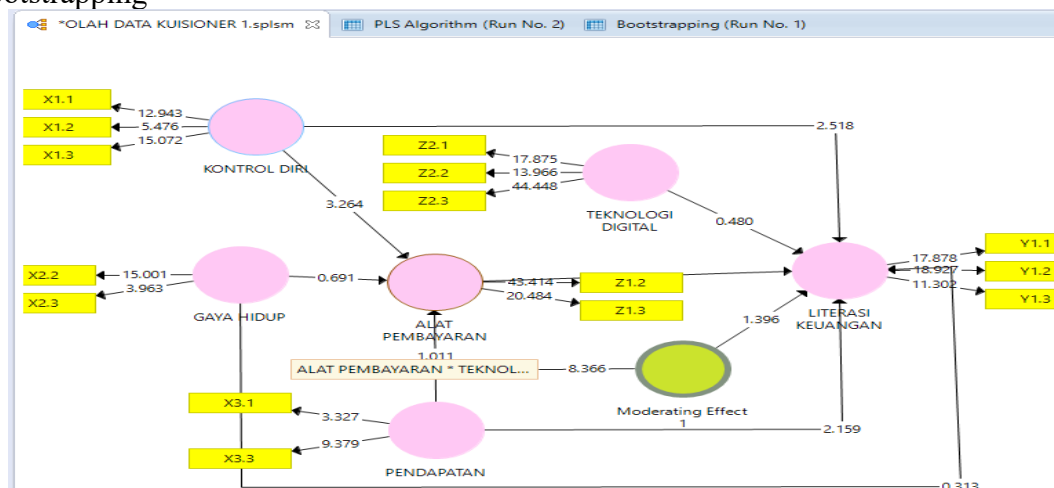 ootstrapping
*OLAH DATA KUISIONER 1.splsm
PLS Algorithm (Run No. 2)
Bootstrapping (Run No. 1)
X1.1
12.943
X1.2
5.476
X1.3
15.072
KONTROL DIRI
2.518
3.264
Z2.1
17.875
Z2.2
13.966
Z2.3
44.448
TEKNOLOGI
DIGITAL
0.480
X2.2
15.001
X2.3
3.963
GAYA HIDUP
0.691
ALAT
PEMBAYARAN
43.414
Z1.2
20.484
Z1.3
LITERASI
KEUANGAN
17.878
Y1.1
18.927
Y1.2
11.302
Y1.3
1.396
1.011
ALAT PEMBAYARAN * TEKNOL...
8.366
Moderating Effect
1
X3.1
3.327
X3.3
9.379
PENDAPATAN
2.159
0.313